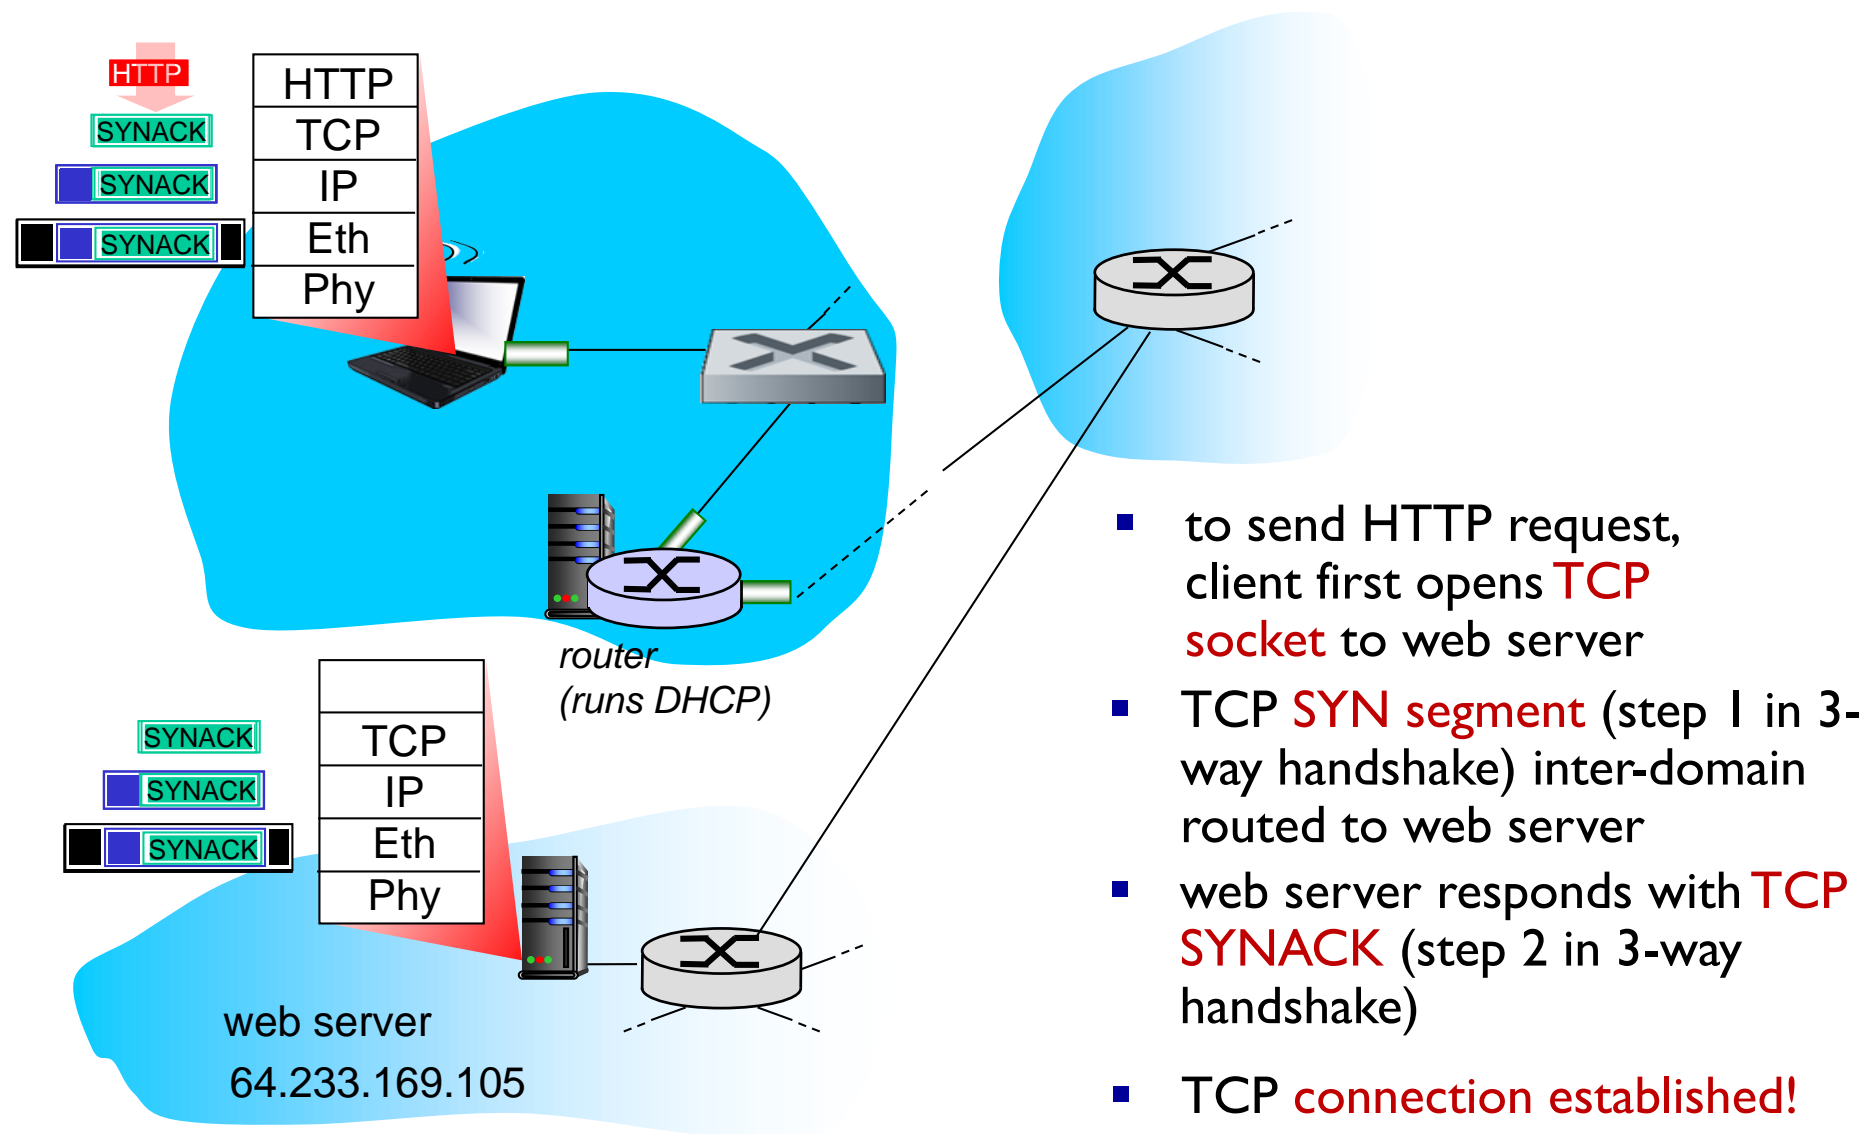 HTTP
SYNACK
SYNACK
SYNACK
HTTP
TCP
IP
Eth
Phy
router
(runs DHCP)
SYNACK
SYNACK
SYNACK
TCP
IP
Eth
Phy
web server
64.233.169.105
▪ to send HTTP request,
client first opens TCP
socket to web server
▪ TCP SYN segment (step 1 in 3-
way handshake) inter-domain
routed to web server
▪ web server responds with TCP
SYNACK (step 2 in 3-way
handshake)
▪ TCP connection established!